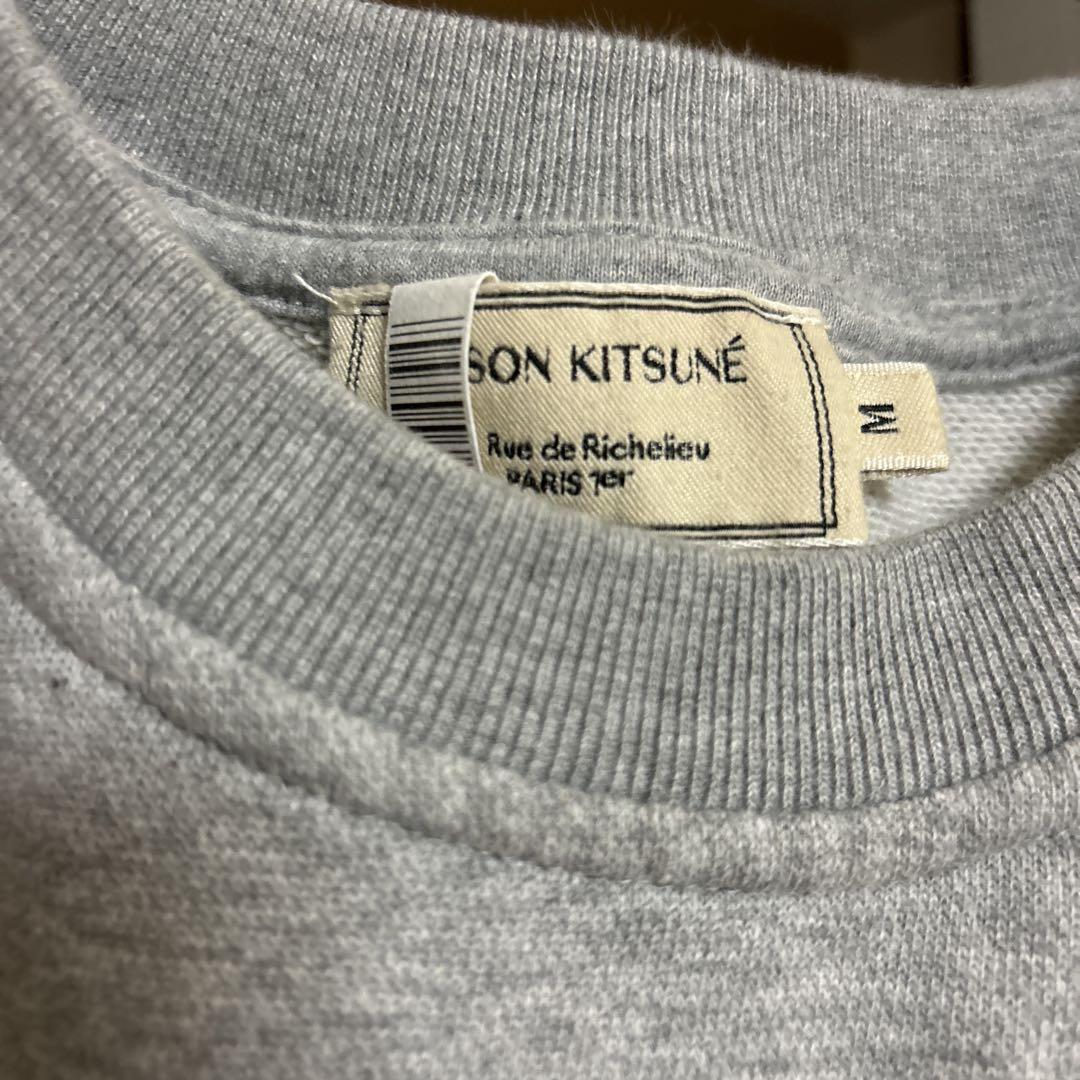 SON KITSUNÉ
Rue de Richelieu
PARIS 1er
M